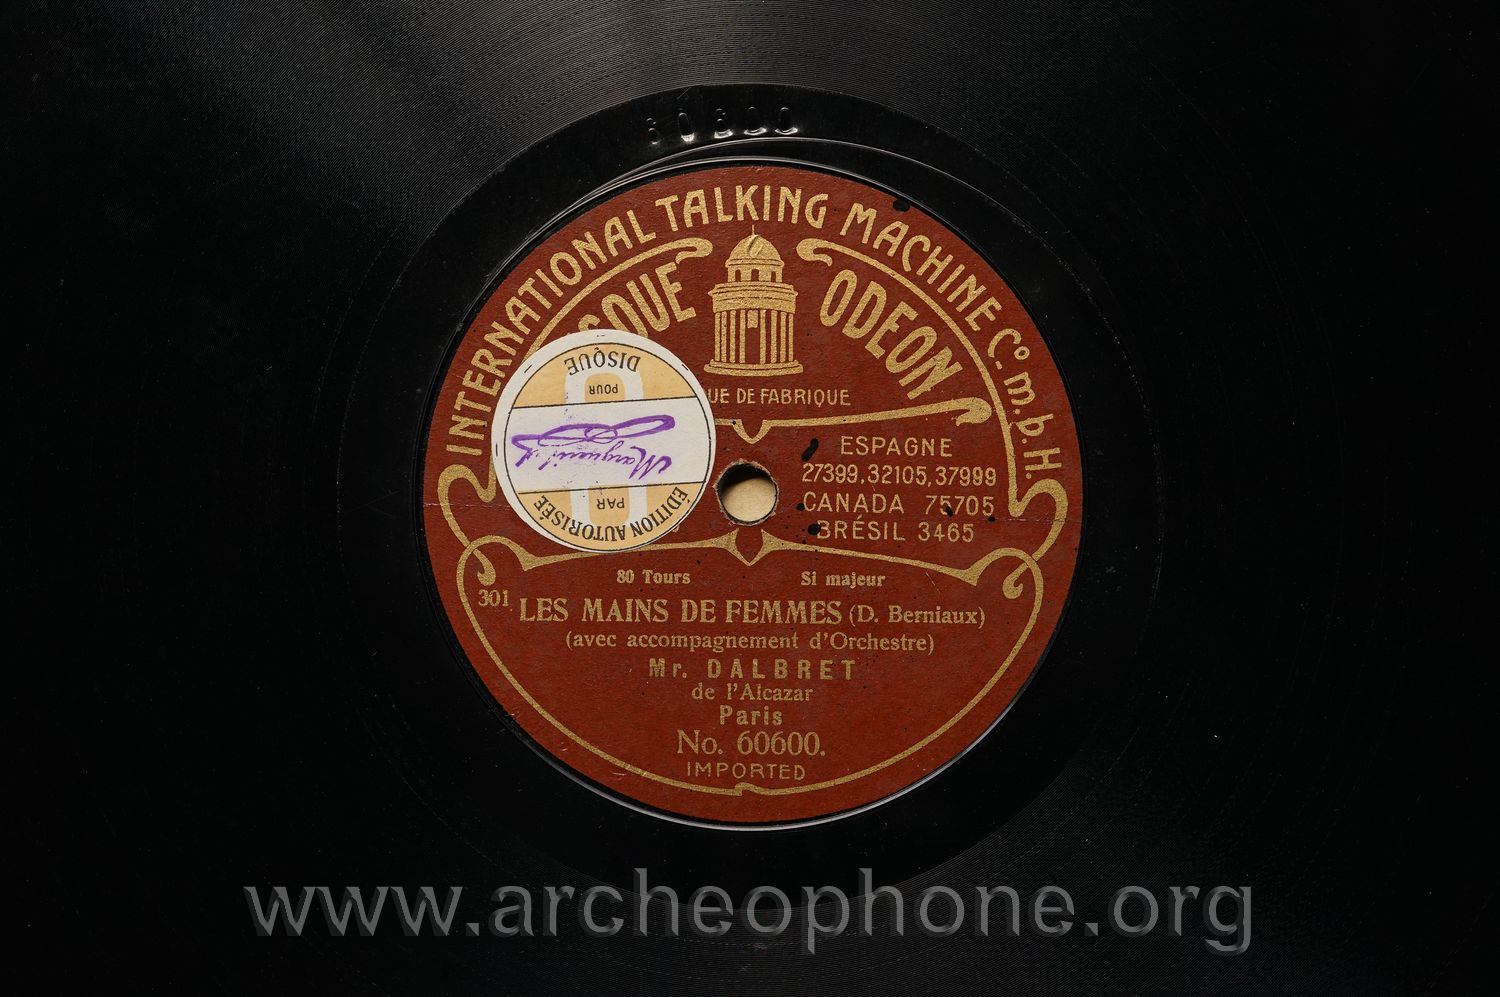 60600
INTERNATIONAL TALKING MACHINE Co. m.b.H.
ODEON
UE DE FABRIQUE
DISQUE
POUR
PAR
ÉDITION AUTORISÉE
ESPAGNE
27399, 32105, 37999
CANADA 75705
BRÉSIL 3465
80 Tours Si majeur
301 LES MAINS DE FEMMES (D. Berniaux)
(avec accompagnement d'Orchestre)
Mr. DALBRET
de l'Alcazar
Paris
No. 60600.
IMPORTED
www.archeophone.org